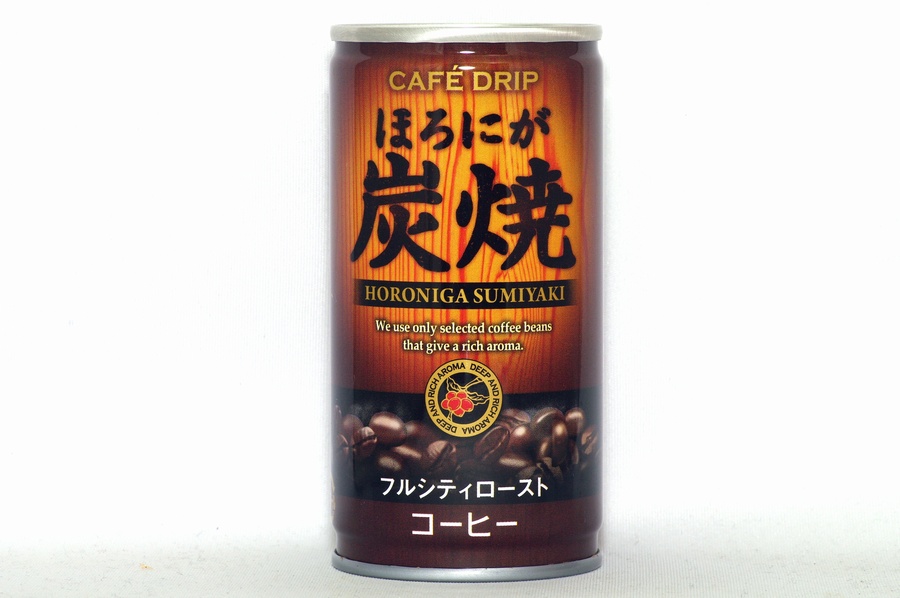 CAFÉ DRIP
ほろにが
炭焼
HORONIGA SUMIYAKI
We use only selected coffee beans
that give a rich aroma.
DEEP AND RICH AROMA DEEP AND RICH AROMA
フルシティロースト
コーヒー